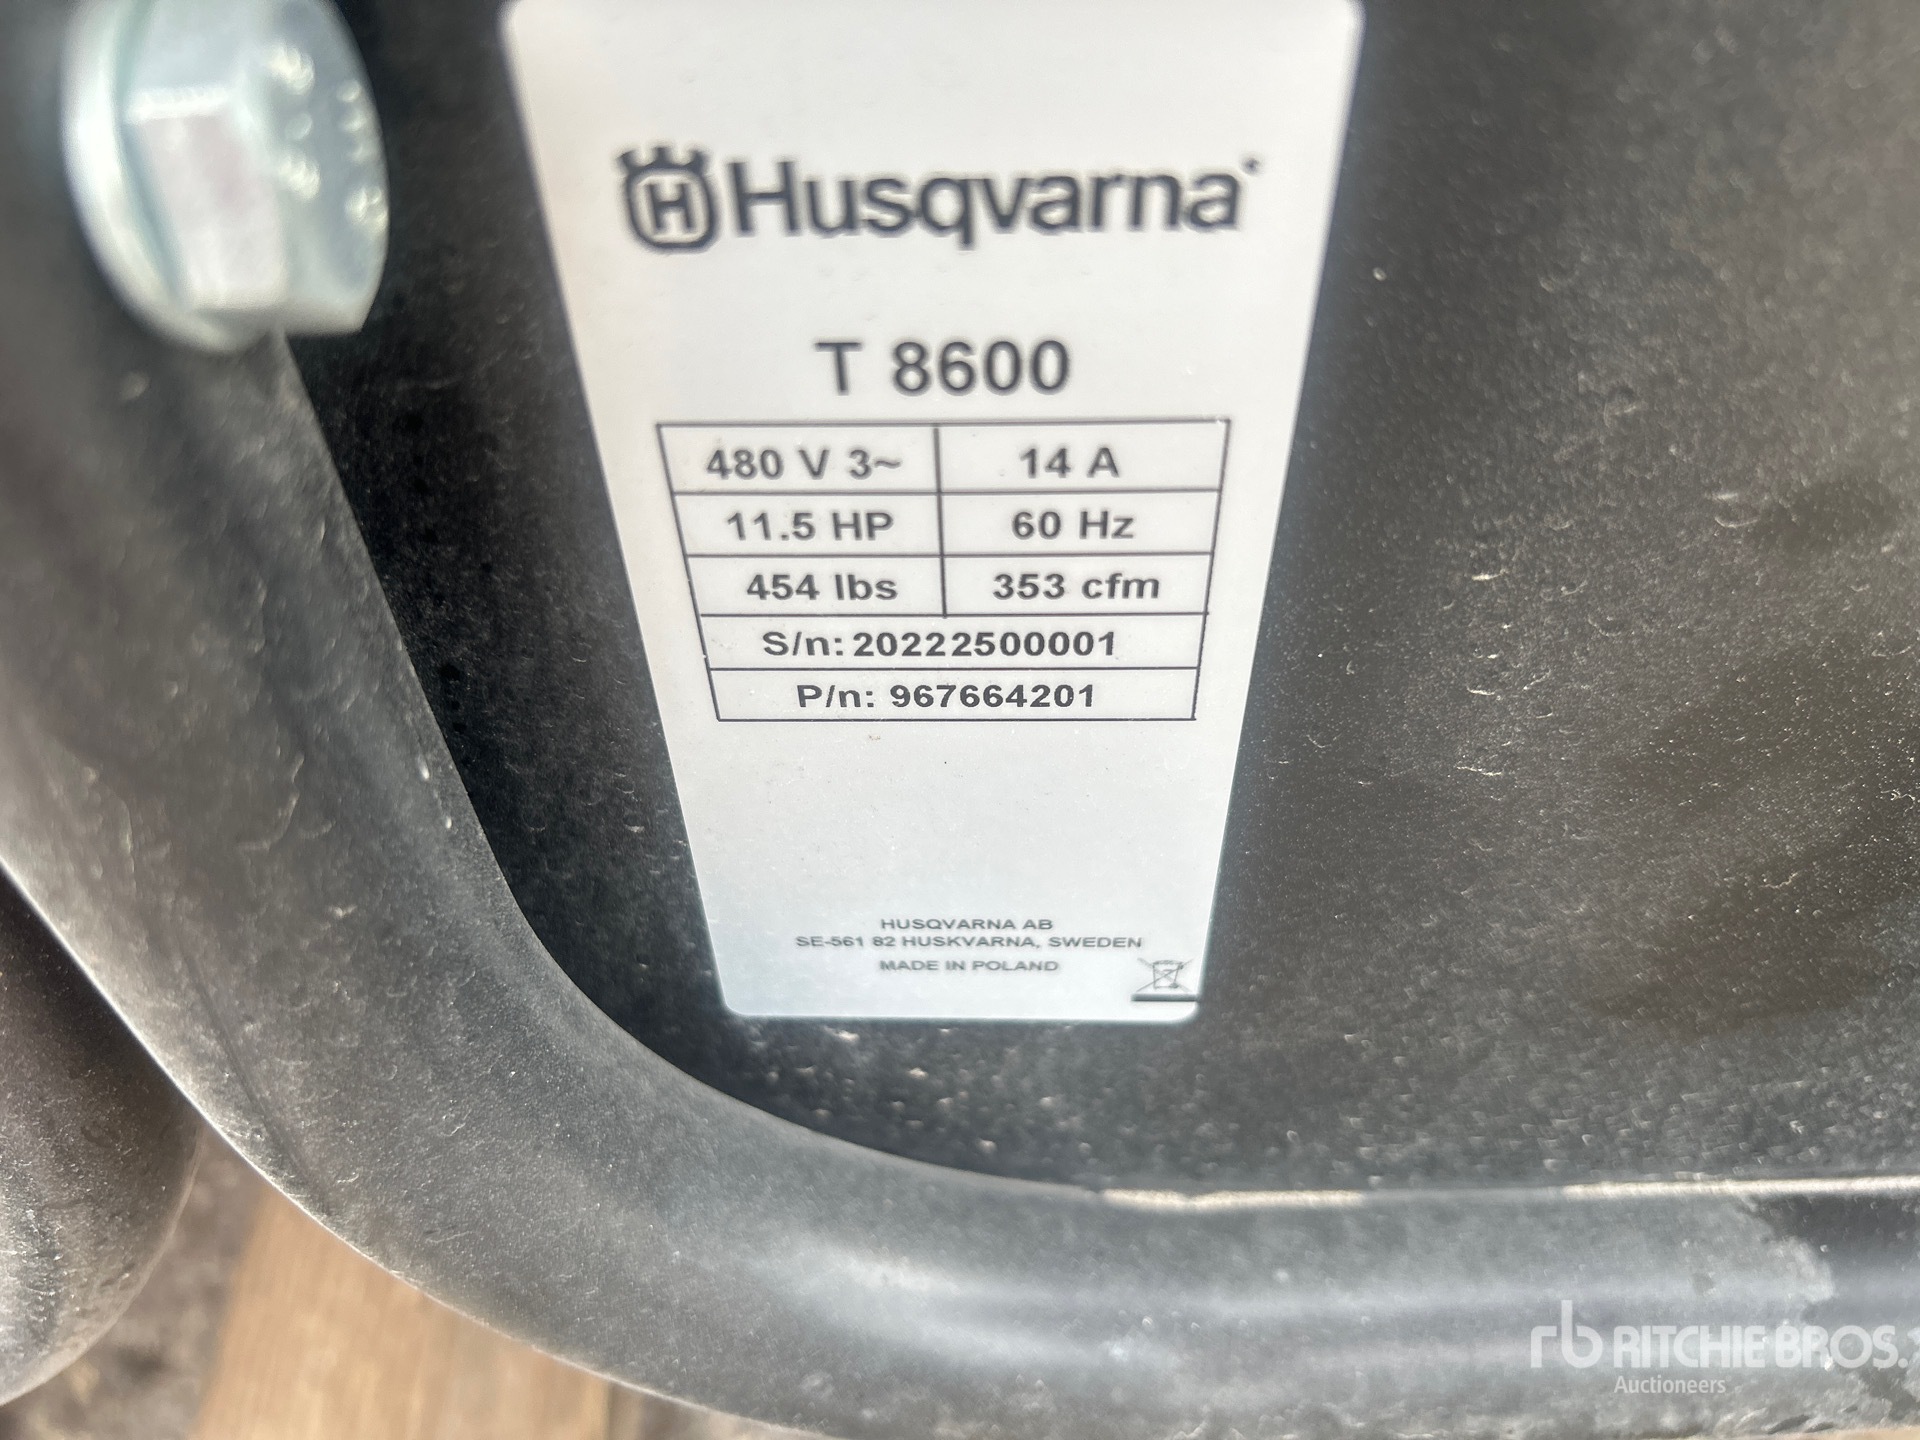 Husqvarna
T 8600
480 V 3~ 14 A
11.5 HP 60 Hz
454 lbs 353 cfm
S/n: 20222500001
P/n: 967664201
HUSQVARNA AB
SE-561 82 HUSKVARNA, SWEDEN
MADE IN POLAND
rb RITCHIE BROS.
Auctioneers